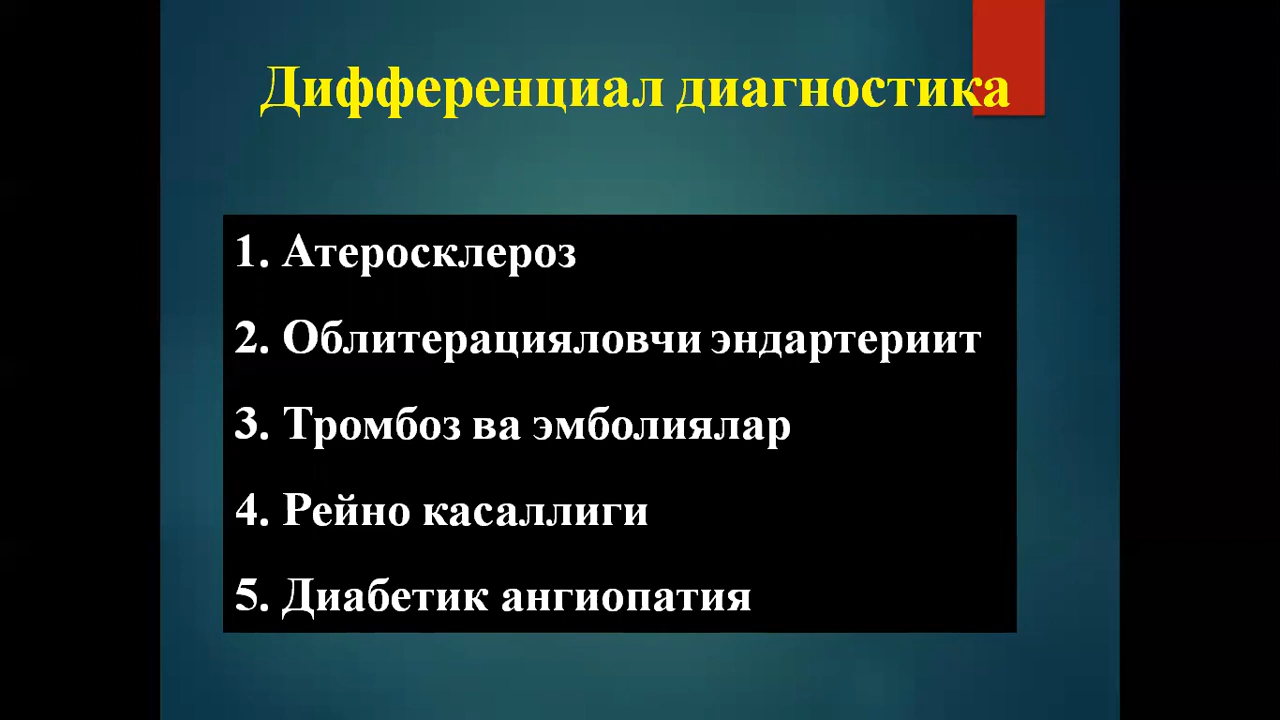 Дифференциал диагностика
1. Атеросклероз
2. Облитерацияловчи эндартериит
3. Тромбоз ва эмболиялар
4. Рейно касаллиги
5. Диабетик ангиопатия